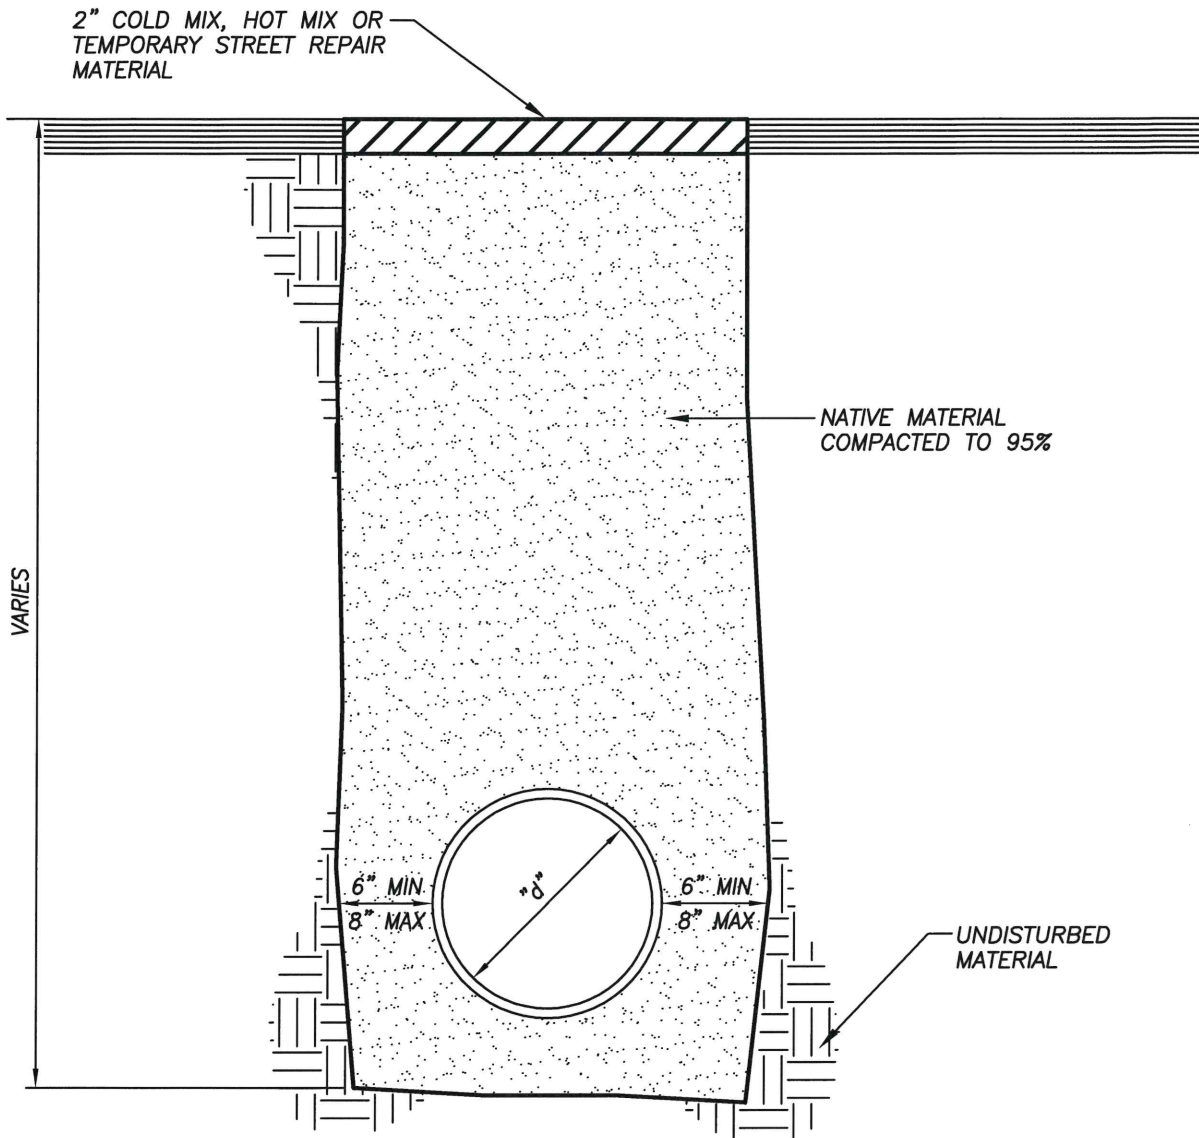 2” COLD MIX, HOT MIX OR
TEMPORARY STREET REPAIR
MATERIAL
NATIVE MATERIAL
COMPACTED TO 95%
VARIES
6” MIN
8” MAX
”d”
6” MIN
8” MAX
UNDISTURBED
MATERIAL